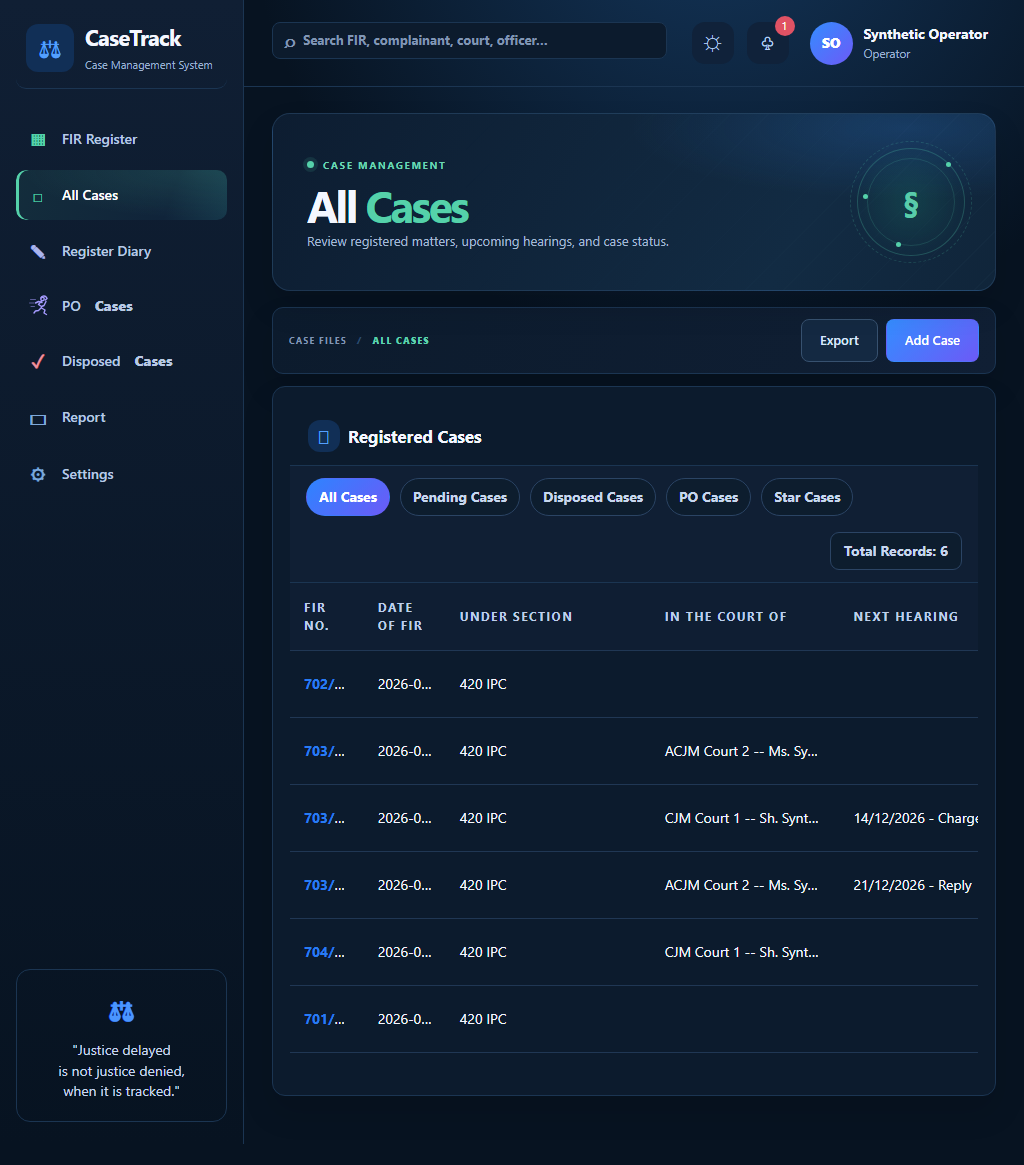 CaseTrack
Case Management System
Search FIR, complainant, court, officer...
1
SO
Synthetic Operator
Operator
FIR Register
All Cases
Register Diary
PO Cases
Disposed Cases
Report
Settings
"Justice delayed
is not justice denied,
when it is tracked."
CASE MANAGEMENT
All Cases
Review registered matters, upcoming hearings, and case status.
§
CASE FILES / ALL CASES
Export
Add Case
Registered Cases
All Cases
Pending Cases
Disposed Cases
PO Cases
Star Cases
Total Records: 6
FIR NO.
DATE OF FIR
UNDER SECTION
IN THE COURT OF
NEXT HEARING
702/... 2026-0... 420 IPC
703/... 2026-0... 420 IPC ACJM Court 2 -- Ms. Sy...
703/... 2026-0... 420 IPC CJM Court 1 -- Sh. Synt... 14/12/2026 - Charge
703/... 2026-0... 420 IPC ACJM Court 2 -- Ms. Sy... 21/12/2026 - Reply
704/... 2026-0... 420 IPC CJM Court 1 -- Sh. Synt...
701/... 2026-0... 420 IPC